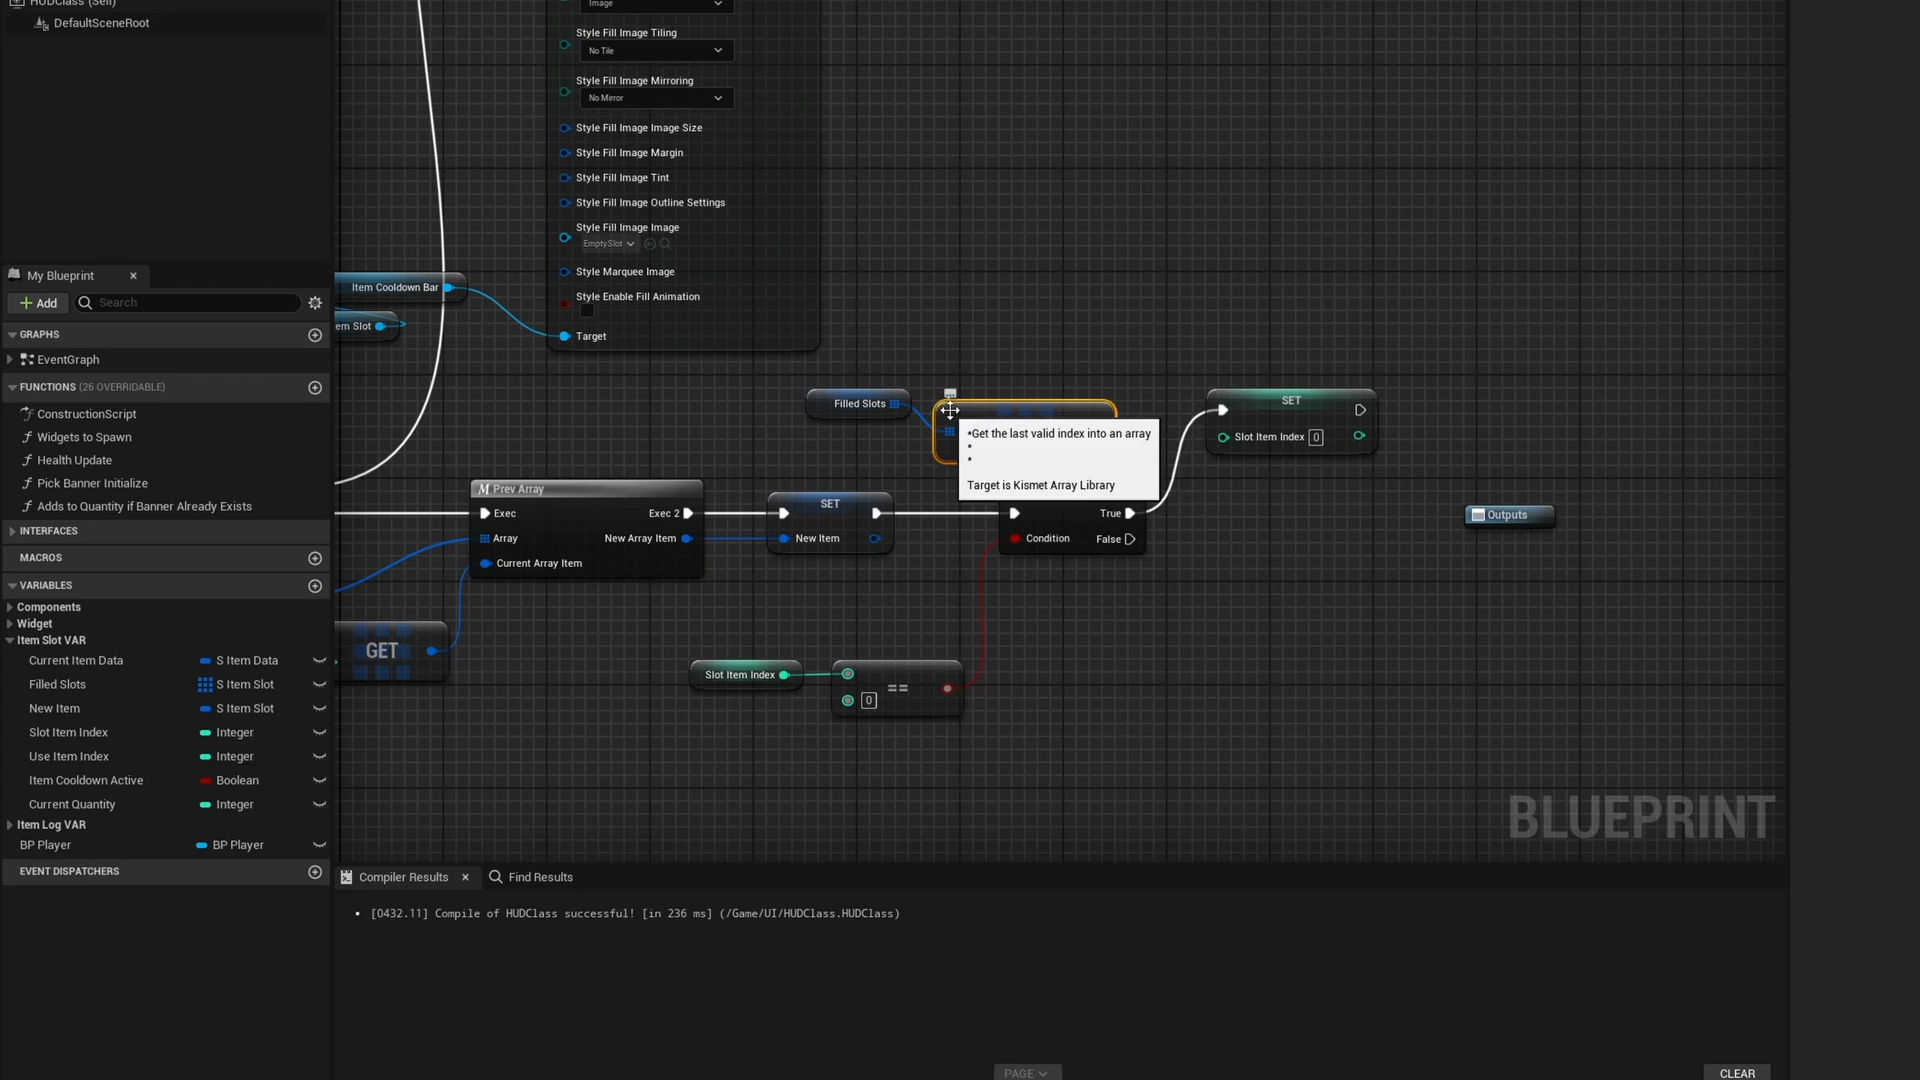 HUDClass (Self)
DefaultSceneRoot
My Blueprint
Add
Search
GRAPHS
EventGraph
FUNCTIONS (26 OVERRIDABLE)
ConstructionScript
Widgets to Spawn
Health Update
Pick Banner Initialize
Adds to Quantity if Banner Already Exists
INTERFACES
MACROS
VARIABLES
Components
Widget
Item Slot VAR
Current Item Data S Item Data
Filled Slots S Item Slot
New Item S Item Slot
Slot Item Index Integer
Use Item Index Integer
Item Cooldown Active Boolean
Current Quantity Integer
Item Log VAR
BP Player BP Player
EVENT DISPATCHERS
Image
Style Fill Image Tiling
No Tile
Style Fill Image Mirroring
No Mirror
Style Fill Image Image Size
Style Fill Image Margin
Style Fill Image Tint
Style Fill Image Outline Settings
Style Fill Image Image
EmptySlot
Style Marquee Image
Style Enable Fill Animation
Target
Item Cooldown Bar
em Slot
Filled Slots
*Get the last valid index into an array
*
*
Target is Kismet Array Library
SET
Slot Item Index 0
Prev Array
Exec Exec 2
Array New Array Item
Current Array Item
SET
New Item
True
Condition False
Outputs
GET
Slot Item Index
==
0
BLUEPRINT
Compiler Results
Find Results
• [0432.11] Compile of HUDClass successful! [in 236 ms] (/Game/UI/HUDClass.HUDClass)
PAGE
CLEAR